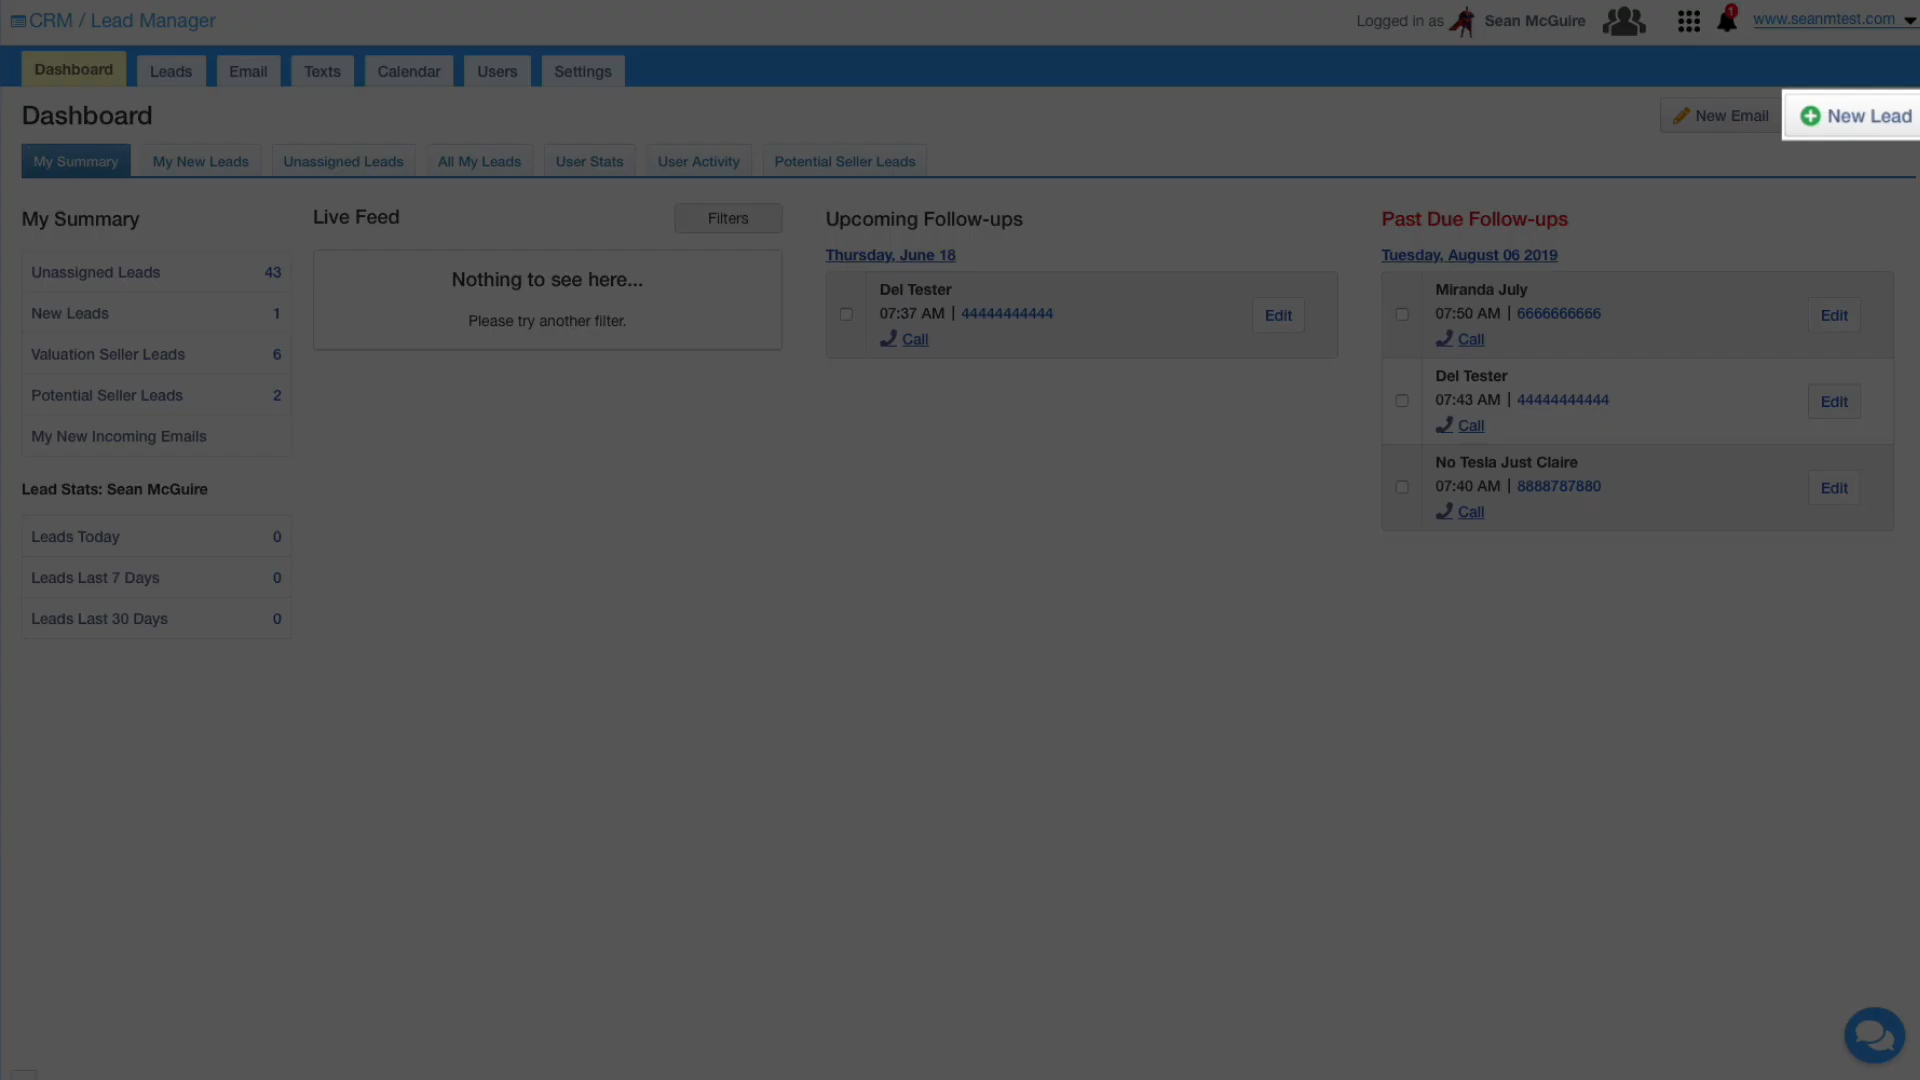 CRM / Lead Manager
Logged in as Sean McGuire
1
www.seanmtest.com
Dashboard Leads Email Texts Calendar Users Settings
Dashboard
New Email
New Lead
My Summary My New Leads Unassigned Leads All My Leads User Stats User Activity Potential Seller Leads
My Summary
Unassigned Leads 43
New Leads 1
Valuation Seller Leads 6
Potential Seller Leads 2
My New Incoming Emails
Lead Stats: Sean McGuire
Leads Today 0
Leads Last 7 Days 0
Leads Last 30 Days 0
Live Feed
Filters
Nothing to see here...
Please try another filter.
Upcoming Follow-ups
Thursday, June 18
Del Tester
07:37 AM | 44444444444
Call
Edit
Past Due Follow-ups
Tuesday, August 06 2019
Miranda July
07:50 AM | 6666666666
Call
Edit
Del Tester
07:43 AM | 44444444444
Call
Edit
No Tesla Just Claire
07:40 AM | 8888787880
Call
Edit